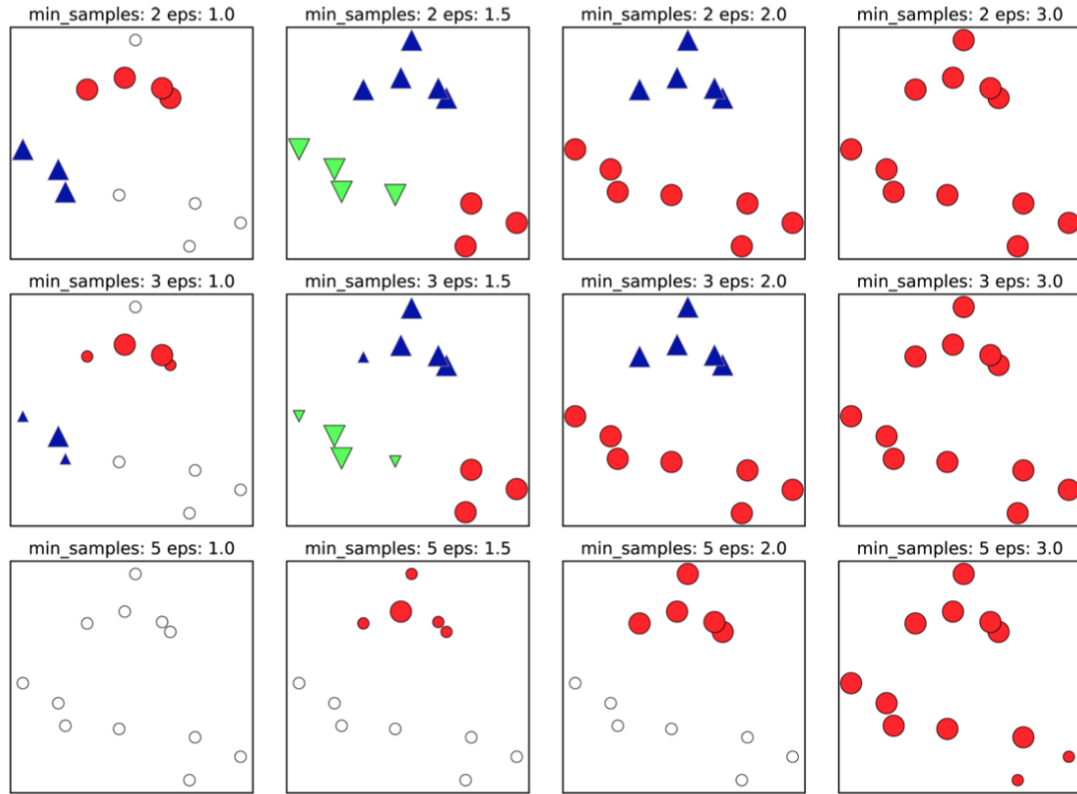 min_samples: 2 eps: 1.0
min_samples: 2 eps: 1.5
min_samples: 2 eps: 2.0
min_samples: 2 eps: 3.0
min_samples: 3 eps: 1.0
min_samples: 3 eps: 1.5
min_samples: 3 eps: 2.0
min_samples: 3 eps: 3.0
min_samples: 5 eps: 1.0
min_samples: 5 eps: 1.5
min_samples: 5 eps: 2.0
min_samples: 5 eps: 3.0